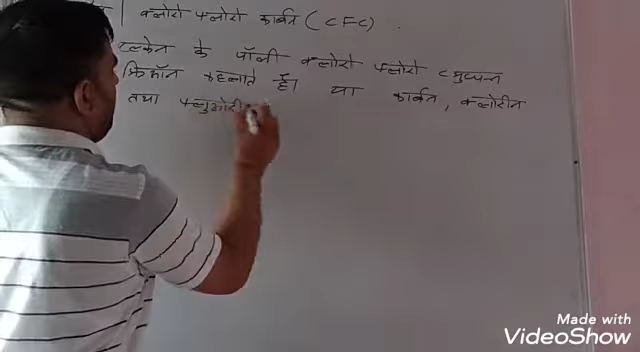 क्लोरो फ्लोरो कार्बन (CFC)
एल्केन के पॉली क्लोरो फ्लोरो व्युत्पन्न
फ्रिऑन कहलाते हैं। या कार्बन, क्लोरीन
तथा फ्लुओरीन
Made with
VideoShow